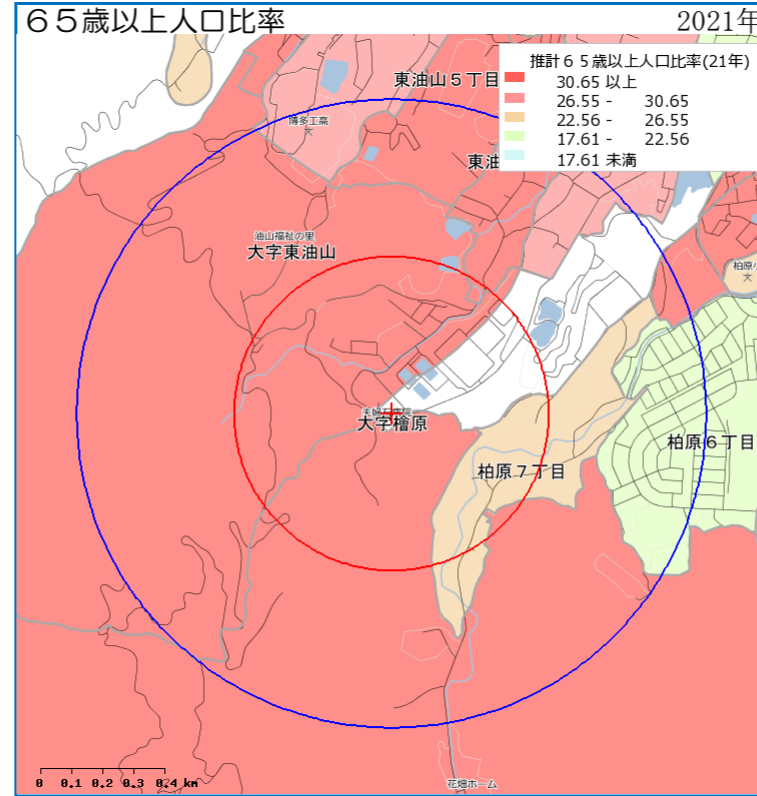 ６５歳以上人口比率
2021年
推計６５歳以上人口比率(21年)
30.65 以上
26.55 - 30.65
22.56 - 26.55
17.61 - 22.56
17.61 未満
東油山５丁目
博多工高
東油
油山福祉の里
大字東油山
柏原小
大字檜原
柏原６丁目
柏原７丁目
花畑ホーム
0 0.1 0.2 0.3 0.4 km